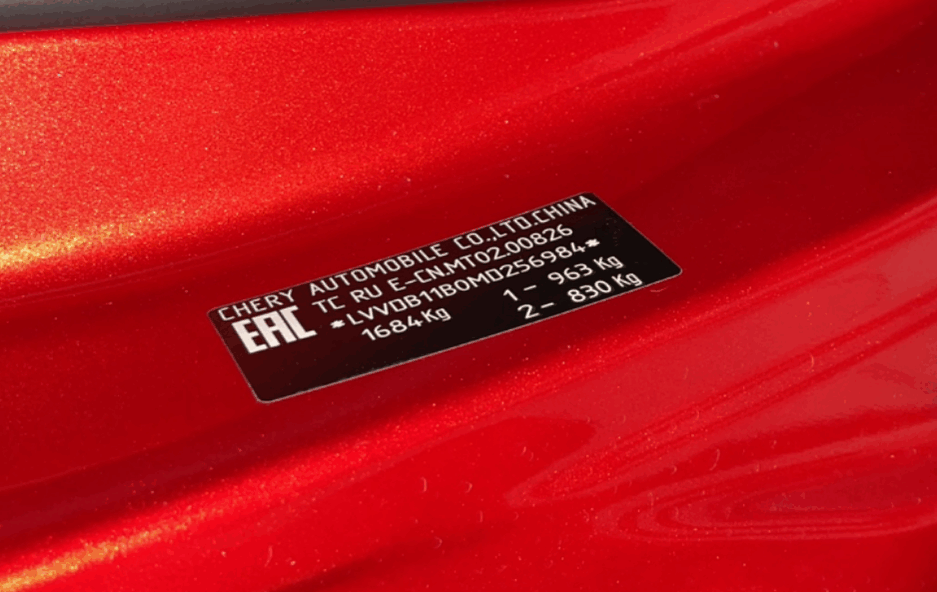 CHERY AUTOMOBILE CO.,LTD.CHINA
EAC TC RU E-CN.MT02.00826
*LVVDB11B0MD256984*
1684Kg 1 – 963 Kg
2 – 830 Kg